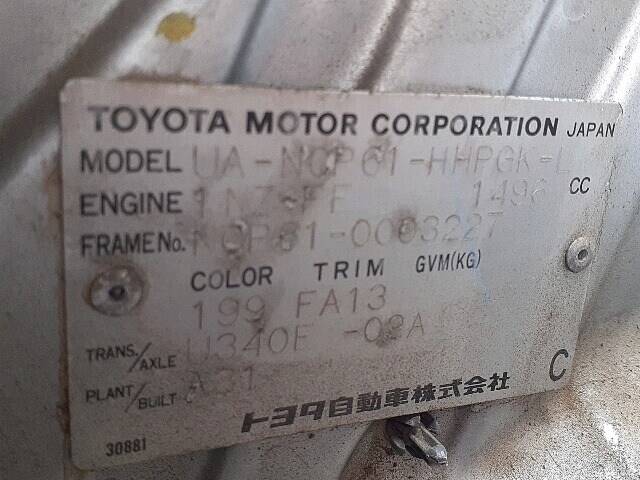 TOYOTA MOTOR CORPORATION JAPAN
MODEL UA-NCP61-HHPGK-L
ENGINE 1NZ-FE 1496 CC
FRAME No. NCP61-0003227
COLOR TRIM GVM(KG)
199 FA13
TRANS./AXLE U340E -02A
PLANT/BUILT A31
C
トヨタ自動車株式会社
30881